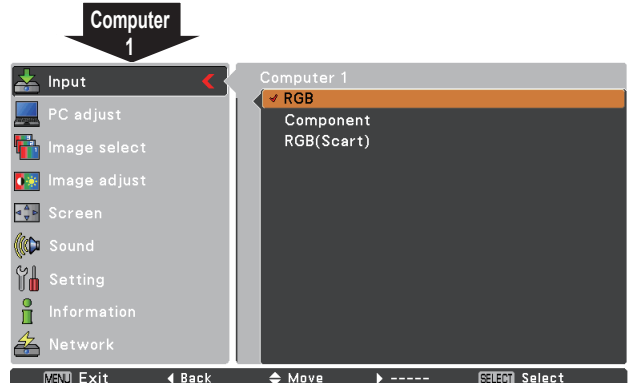 Computer
1
Input
PC adjust
Image select
Image adjust
Screen
Sound
Setting
Information
Network
Computer 1
RGB
Component
RGB(Scart)
MENU Exit Back Move ----- SELECT Select